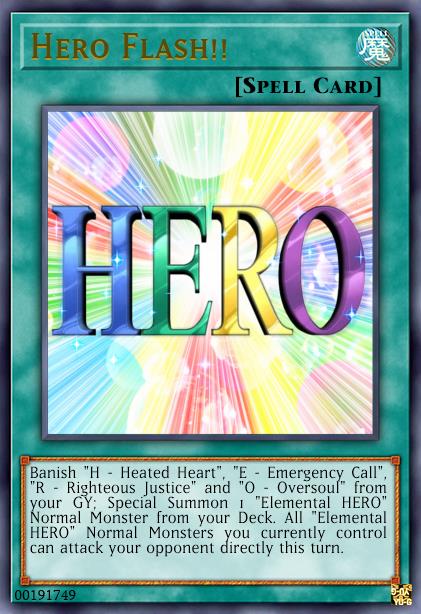 Hero Flash!!
SPELL
魔
[Spell Card]
HERO
Banish "H - Heated Heart", "E - Emergency Call",
"R - Righteous Justice" and "O - Oversoul" from
your GY; Special Summon 1 "Elemental HERO"
Normal Monster from your Deck. All "Elemental
HERO" Normal Monsters you currently control
can attack your opponent directly this turn.
00191749